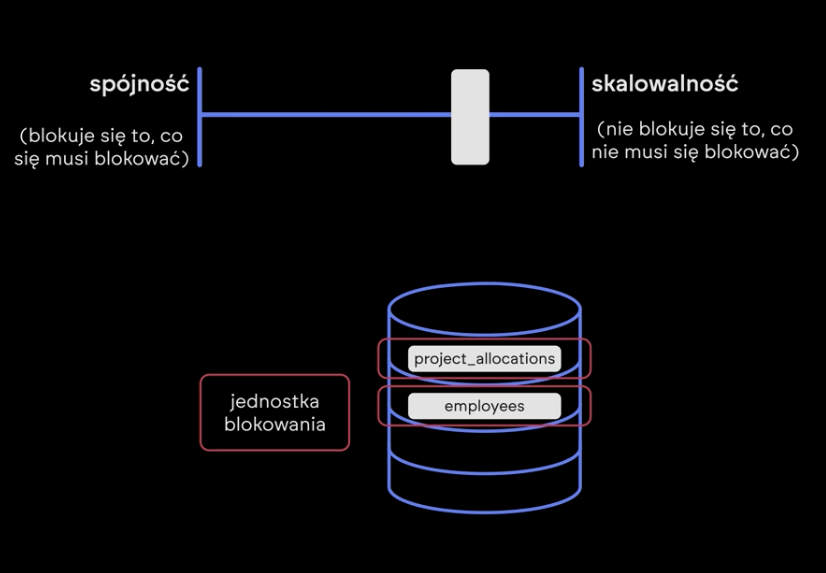 spójność
(blokuje się to, co
się musi blokować)
skalowalność
(nie blokuje się to, co
nie musi się blokować)
project_allocations
employees
jednostka
blokowania